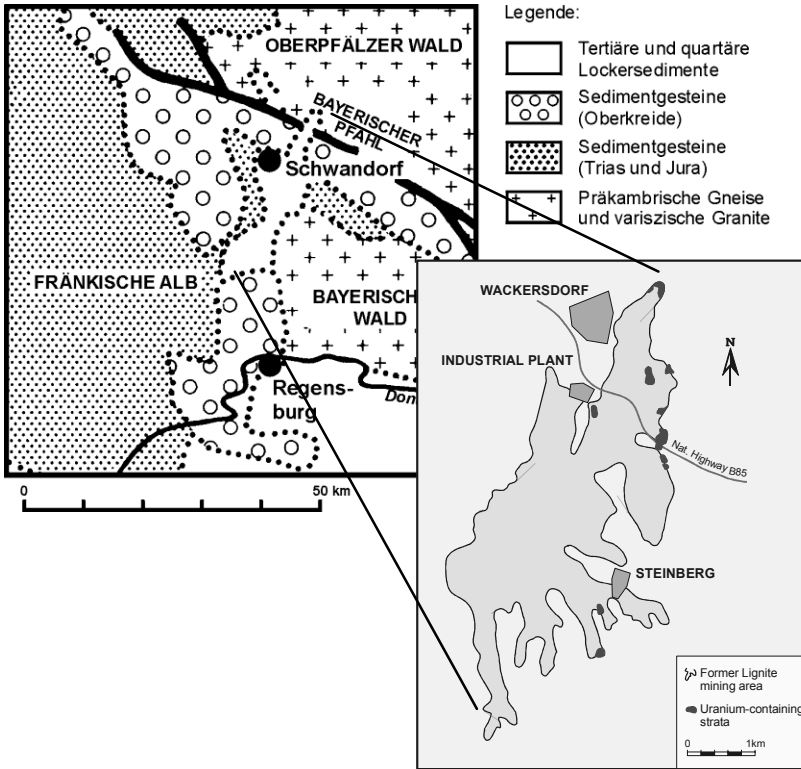 OBERPFÄLZER WALD
BAYERISCHER
PFAHL
Schwandorf
FRÄNKISCHE ALB
BAYERISCH
WALD
Regens-
burg
Don
0 50 km
Legende:
Tertiäre und quartäre
Lockersedimente
Sedimentgesteine
(Oberkreide)
Sedimentgesteine
(Trias und Jura)
Präkambrische Gneise
und variszische Granite
WACKERSDORF
INDUSTRIAL PLANT
N
Nat. Highway B85
STEINBERG
Former Lignite
mining area
Uranium-containing
strata
0 1km